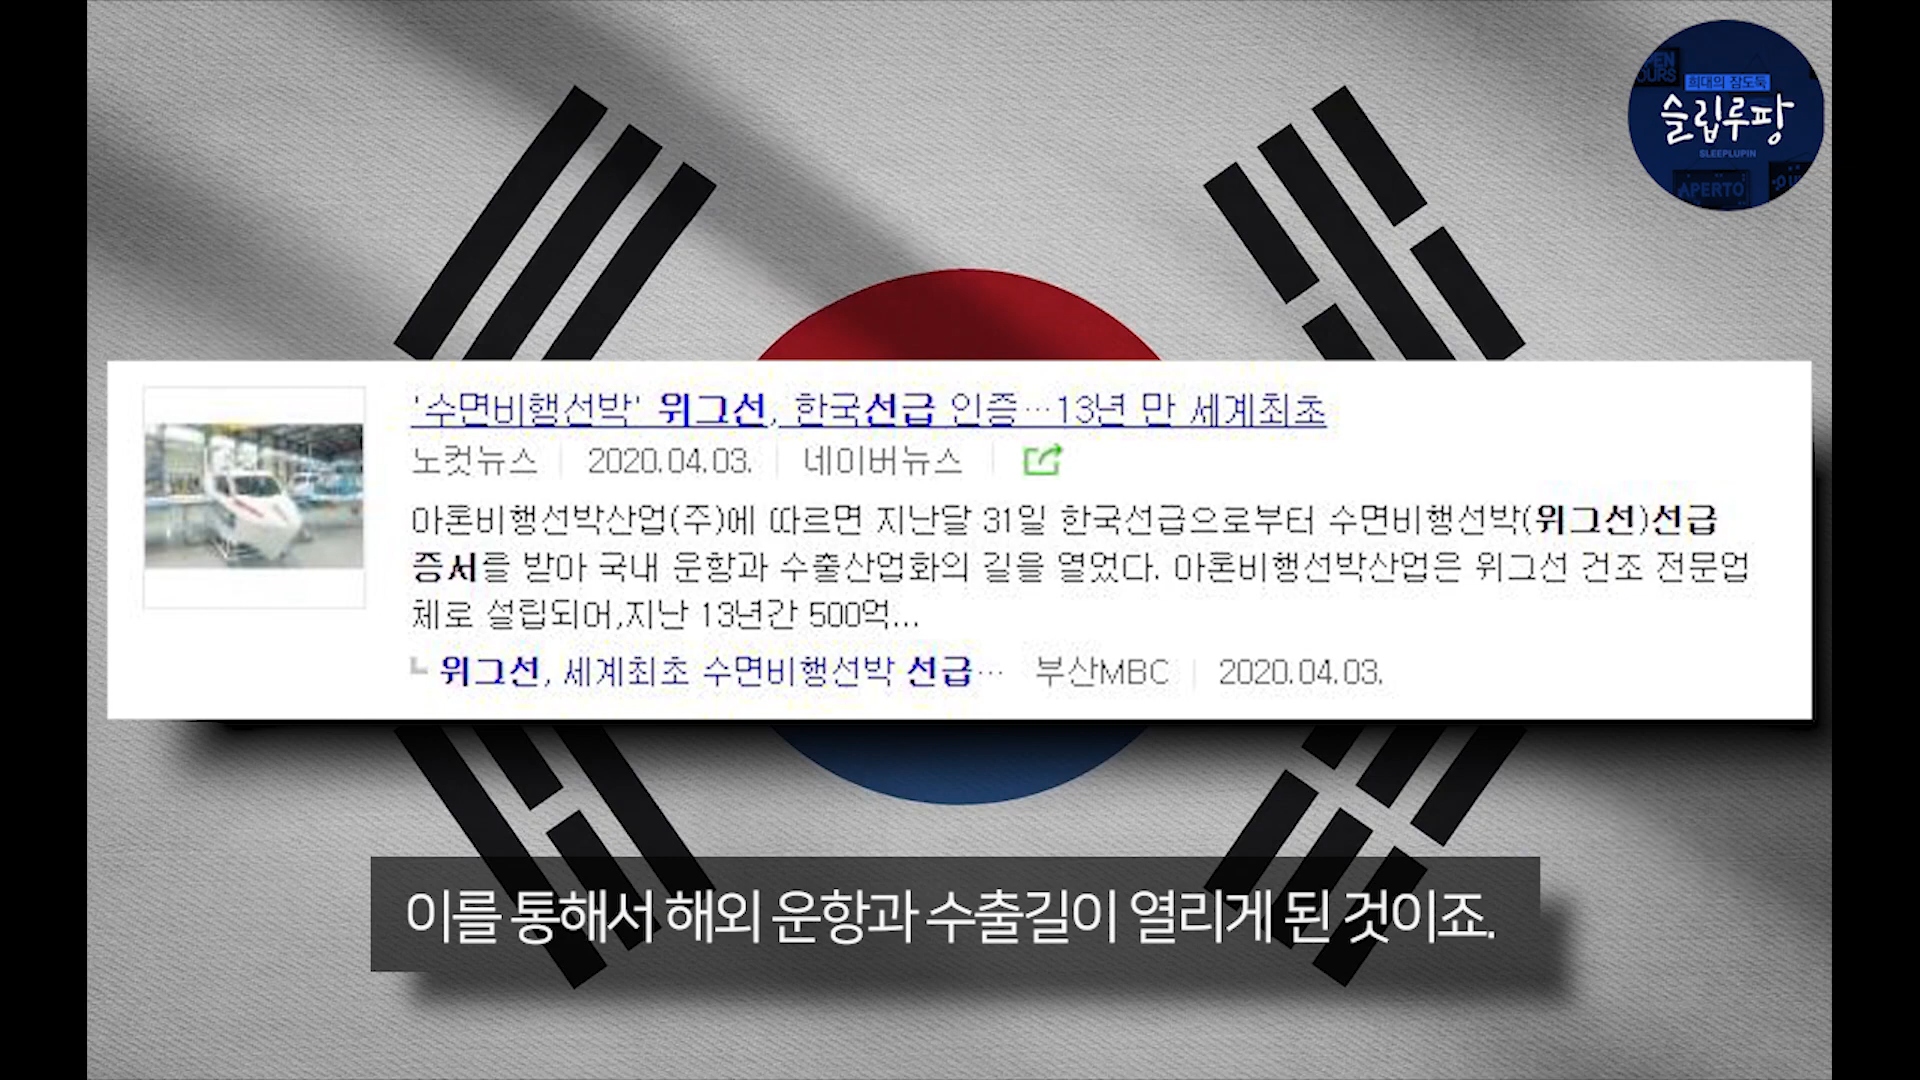 희대의 잠도둑
슬립루팡
SLEEPLUPIN
APERTO
'수면비행선박' 위그선, 한국선급 인증…13년 만 세계최초
노컷뉴스 2020.04.03. 네이버뉴스
아론비행선박산업(주)에 따르면 지난달 31일 한국선급으로부터 수면비행선박(위그선)선급
증서를 받아 국내 운항과 수출산업화의 길을 열었다. 아론비행선박산업은 위그선 건조 전문업
체로 설립되어,지난 13년간 500억...
위그선, 세계최초 수면비행선박 선급… 부산MBC 2020.04.03.
이를 통해서 해외 운항과 수출길이 열리게 된 것이죠.